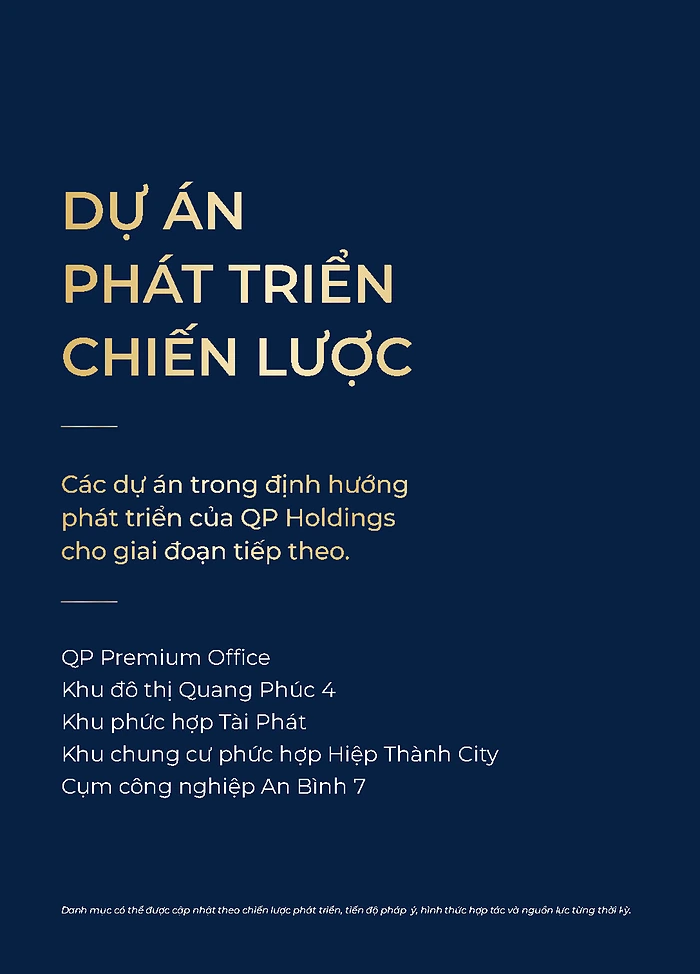 DỰ ÁN
PHÁT TRIỂN
CHIẾN LƯỢC
Các dự án trong định hướng
phát triển của QP Holdings
cho giai đoạn tiếp theo.
QP Premium Office
Khu đô thị Quang Phúc 4
Khu phức hợp Tài Phát
Khu chung cư phức hợp Hiệp Thành City
Cụm công nghiệp An Bình 7
Danh mục có thể được cập nhật theo chiến lược phát triển, tiến độ pháp ý, hình thức hợp tác và nguồn lực từng thời kỳ.